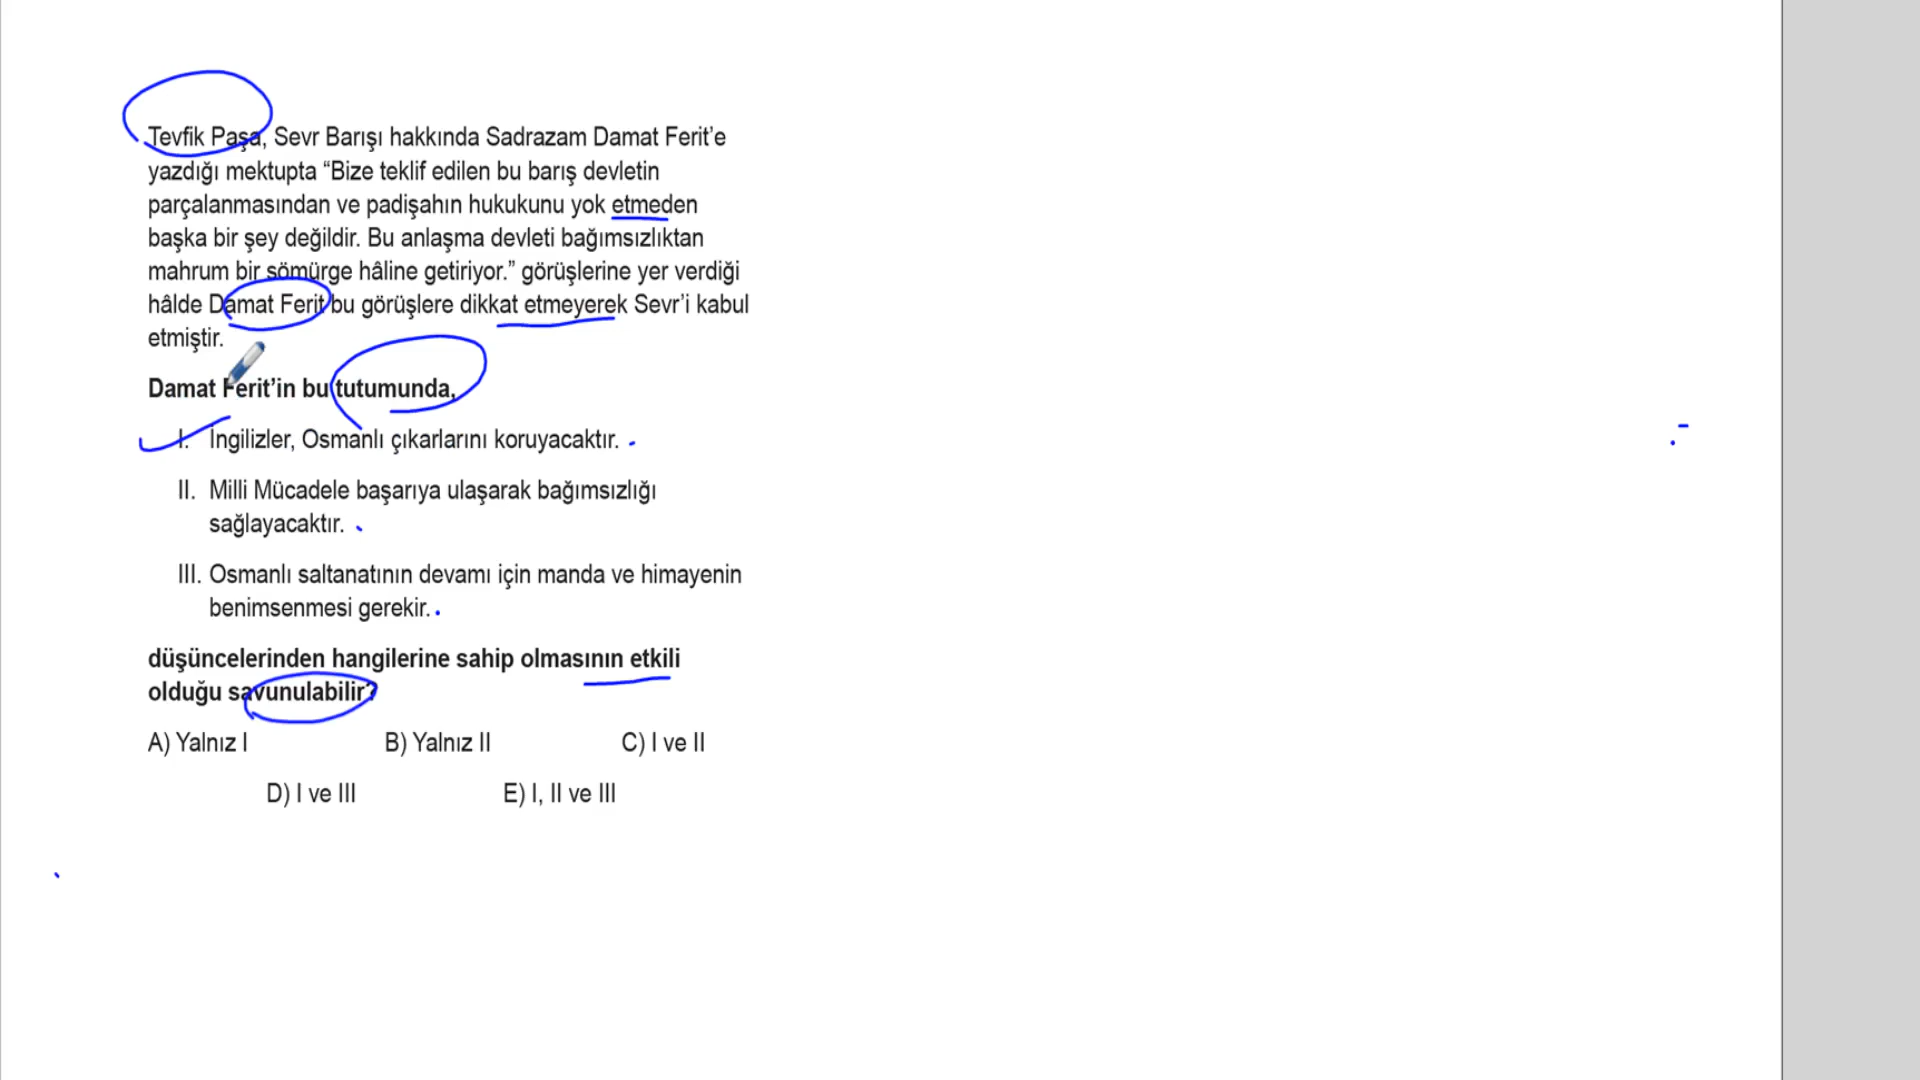 Tevfik Paşa, Sevr Barışı hakkında Sadrazam Damat Ferit’e
yazdığı mektupta “Bize teklif edilen bu barış devletin
parçalanmasından ve padişahın hukukunu yok etmeden
başka bir şey değildir. Bu anlaşma devleti bağımsızlıktan
mahrum bir sömürge hâline getiriyor.” görüşlerine yer verdiği
hâlde Damat Ferit bu görüşlere dikkat etmeyerek Sevr’i kabul
etmiştir.
Damat Ferit’in bu tutumunda,
I. İngilizler, Osmanlı çıkarlarını koruyacaktır.
II. Milli Mücadele başarıya ulaşarak bağımsızlığı
sağlayacaktır.
III. Osmanlı saltanatının devamı için manda ve himayenin
benimsenmesi gerekir.
düşüncelerinden hangilerine sahip olmasının etkili
olduğu savunulabilir?
A) Yalnız I B) Yalnız II C) I ve II
D) I ve III E) I, II ve III